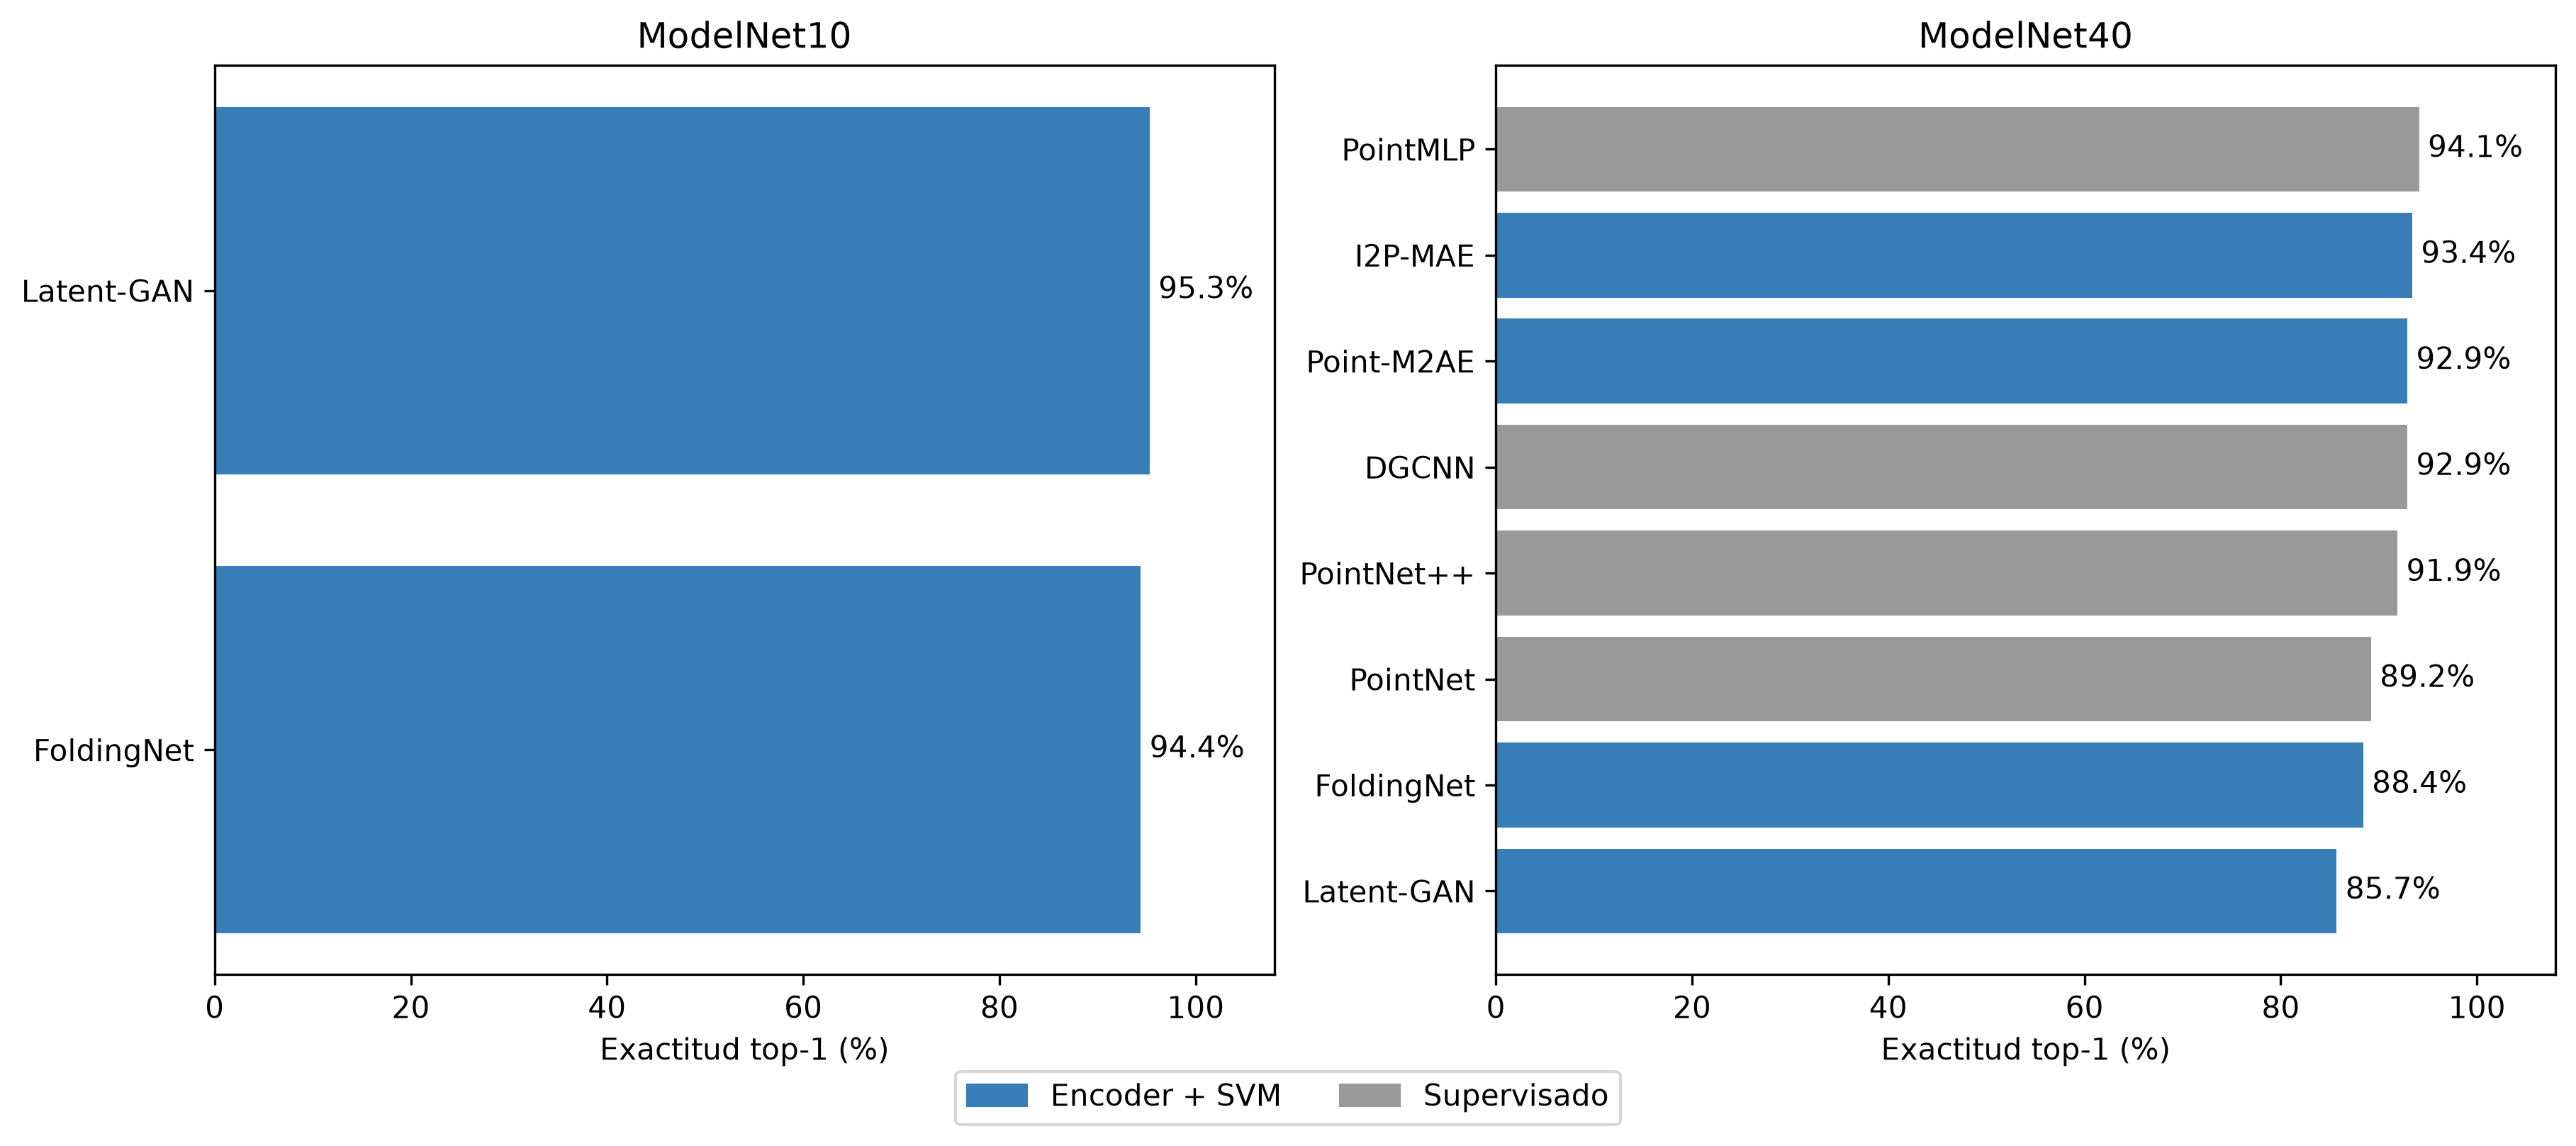 ModelNet10
Latent-GAN
95.3%
FoldingNet
94.4%
0 20 40 60 80 100
Exactitud top-1 (%)
ModelNet40
PointMLP
94.1%
I2P-MAE
93.4%
Point-M2AE
92.9%
DGCNN
92.9%
PointNet++
91.9%
PointNet
89.2%
FoldingNet
88.4%
Latent-GAN
85.7%
0 20 40 60 80 100
Exactitud top-1 (%)
Encoder + SVM
Supervisado